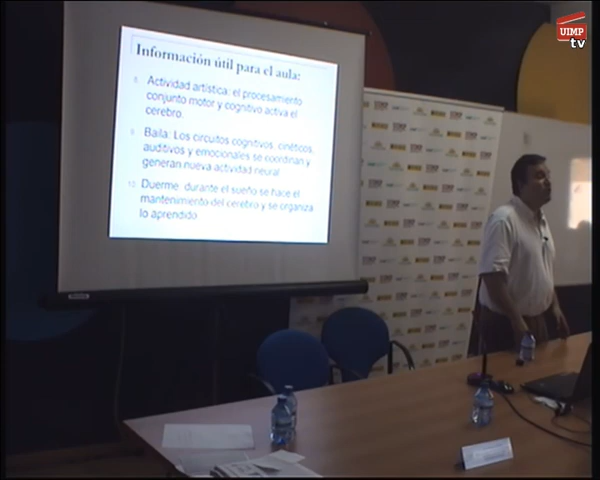 UIMP
tv
Información útil para el aula:
8. Actividad artística: el procesamiento
conjunto motor y cognitivo activa el
cerebro.
9. Baila: Los circuitos cognitivos, cinéticos,
auditivos y emocionales se coordinan y
generan nueva actividad neural.
10. Duerme: durante el sueño se hace el
mantenimiento del cerebro y se organiza
lo aprendido